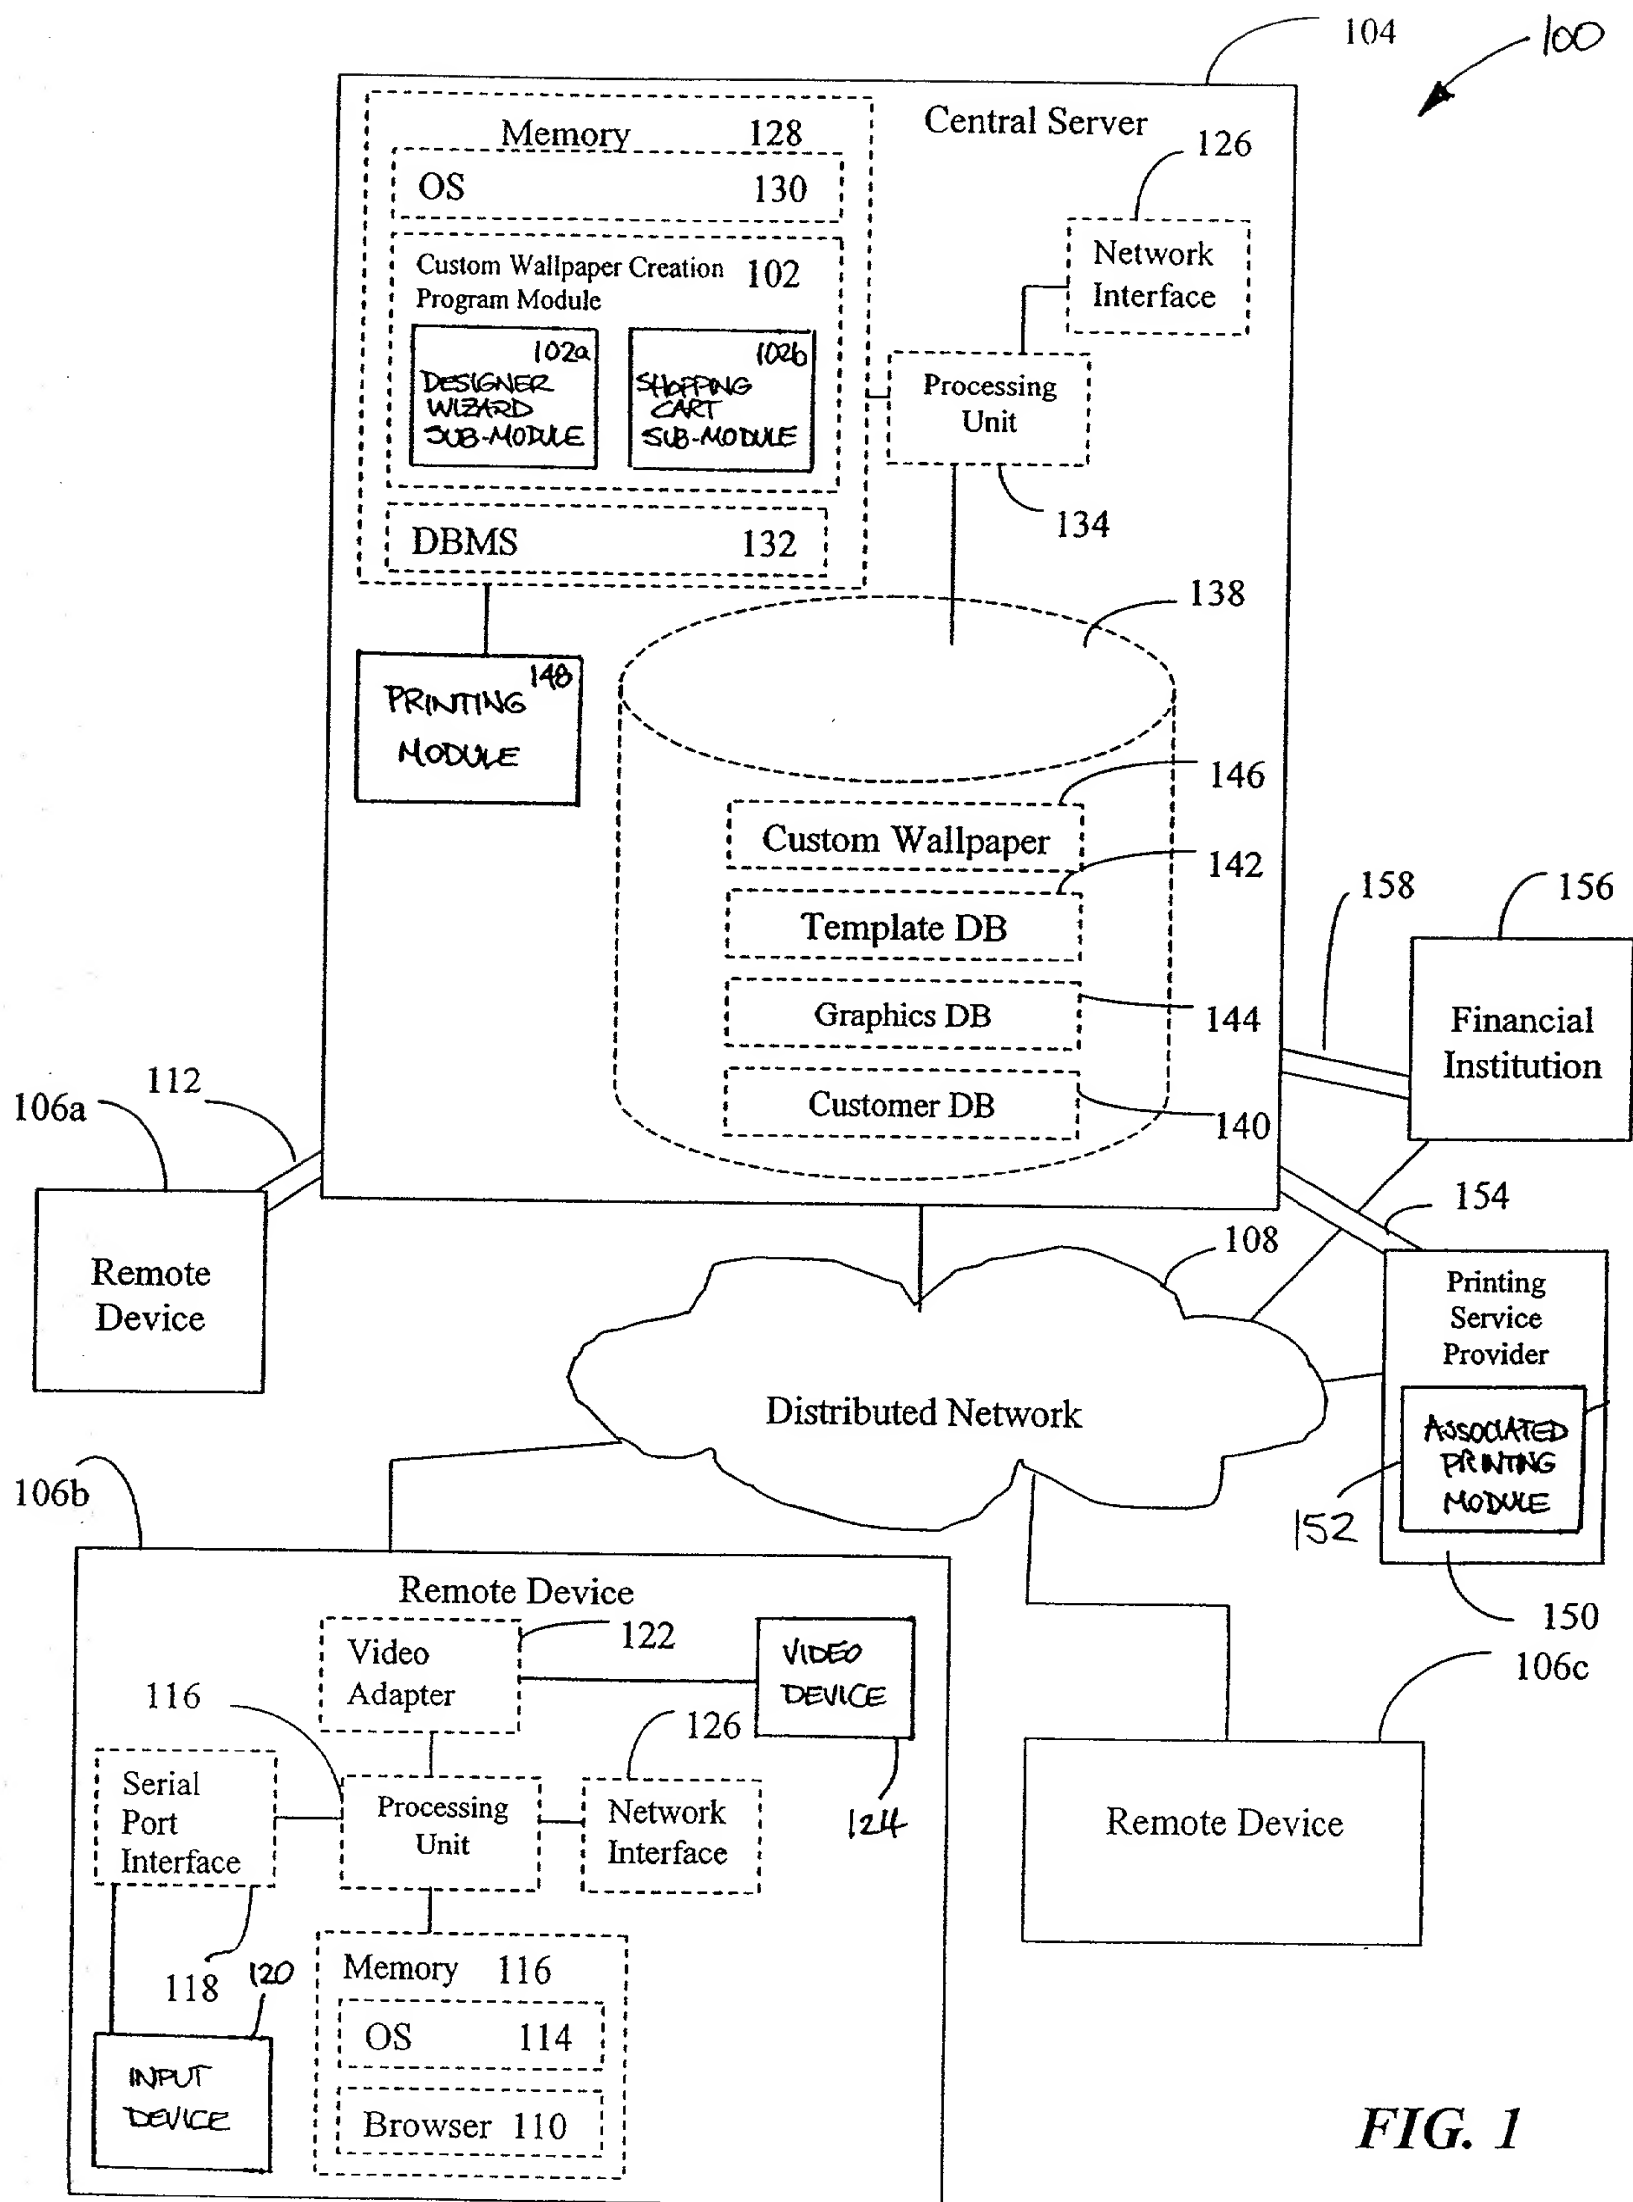 104
100
Central Server
Memory 128
126
OS 130
Network
Interface
Custom Wallpaper Creation 102
Program Module
102a
DESIGNER
WIZARD
SUB-MODULE
102b
SHOPPING
CART
SUB-MODULE
Processing
Unit
134
DBMS 132
138
148
PRINTING
MODULE
146
Custom Wallpaper
142
Template DB
158
156
Graphics DB
144
Financial
Institution
112
106a
Customer DB
140
154
108
Remote
Device
Printing
Service
Provider
Distributed Network
ASSOCIATED
PRINTING
MODULE
152
106b
150
Remote Device
122
Video
Adapter
VIDEO
DEVICE
106c
116
126
124
Serial
Port
Interface
Processing
Unit
Network
Interface
Remote Device
118
120
Memory 116
OS 114
INPUT
DEVICE
Browser 110
FIG. 1